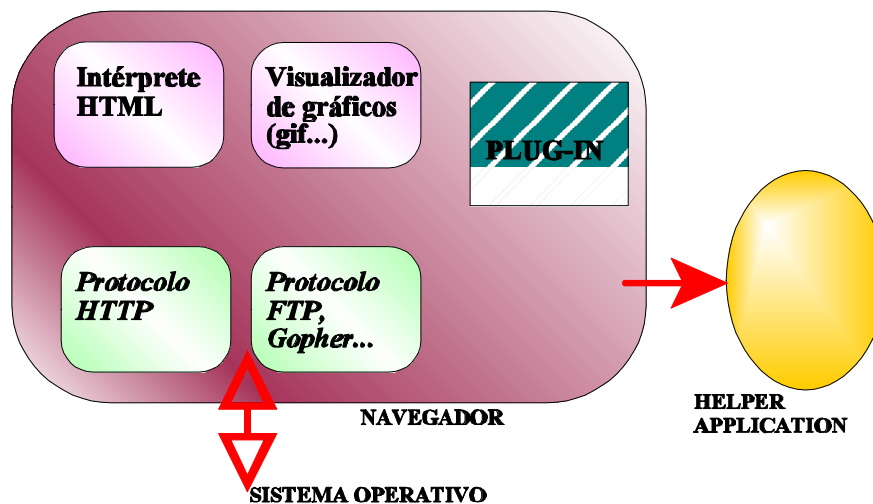 Intérprete
HTML
Visualizador
de gráficos
(gif...)
PLUG-IN
Protocolo
HTTP
Protocolo
FTP,
Gopher...
NAVEGADOR
HELPER
APPLICATION
SISTEMA OPERATIVO